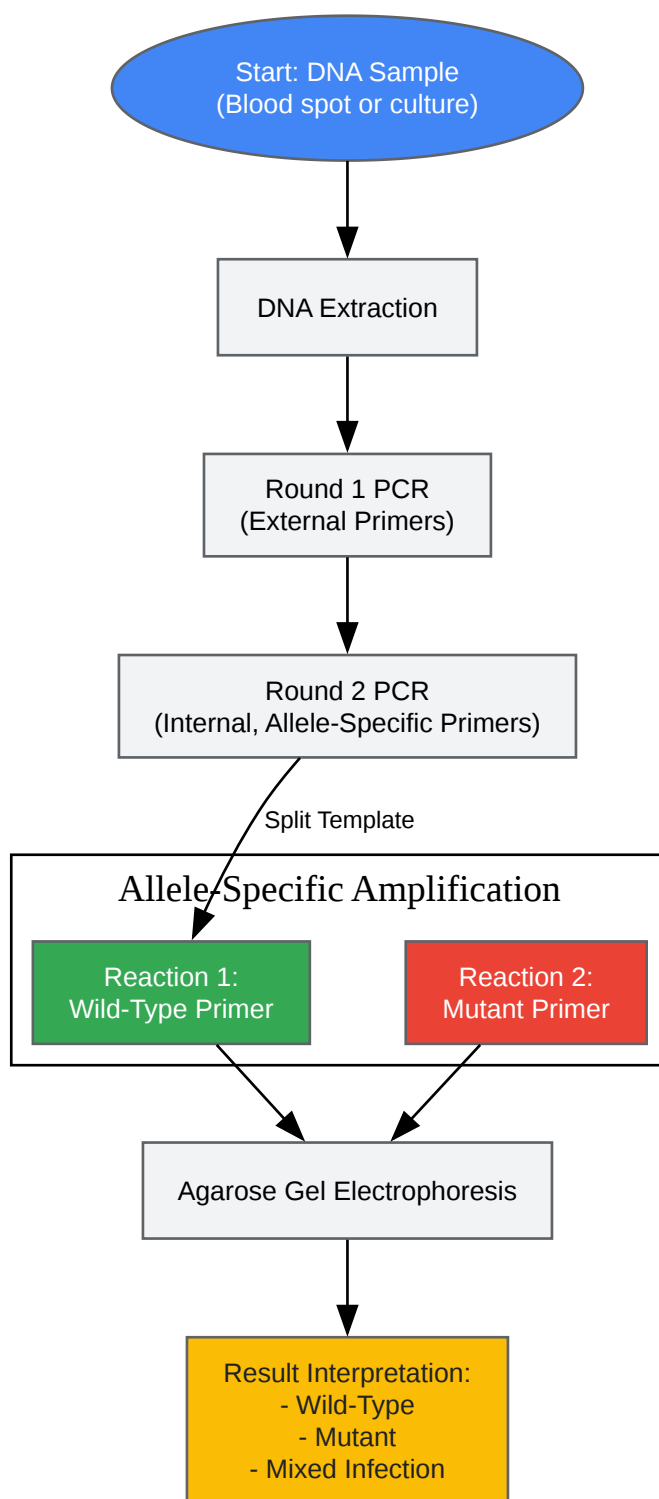 Start: DNA Sample
(Blood spot or culture)
DNA Extraction
Round 1 PCR
(External Primers)
Round 2 PCR
(Internal, Allele-Specific Primers)
Split Template
Allele-Specific Amplification
Reaction 1:
Wild-Type Primer
Reaction 2:
Mutant Primer
Agarose Gel Electrophoresis
Result Interpretation:
- Wild-Type
- Mutant
- Mixed Infection